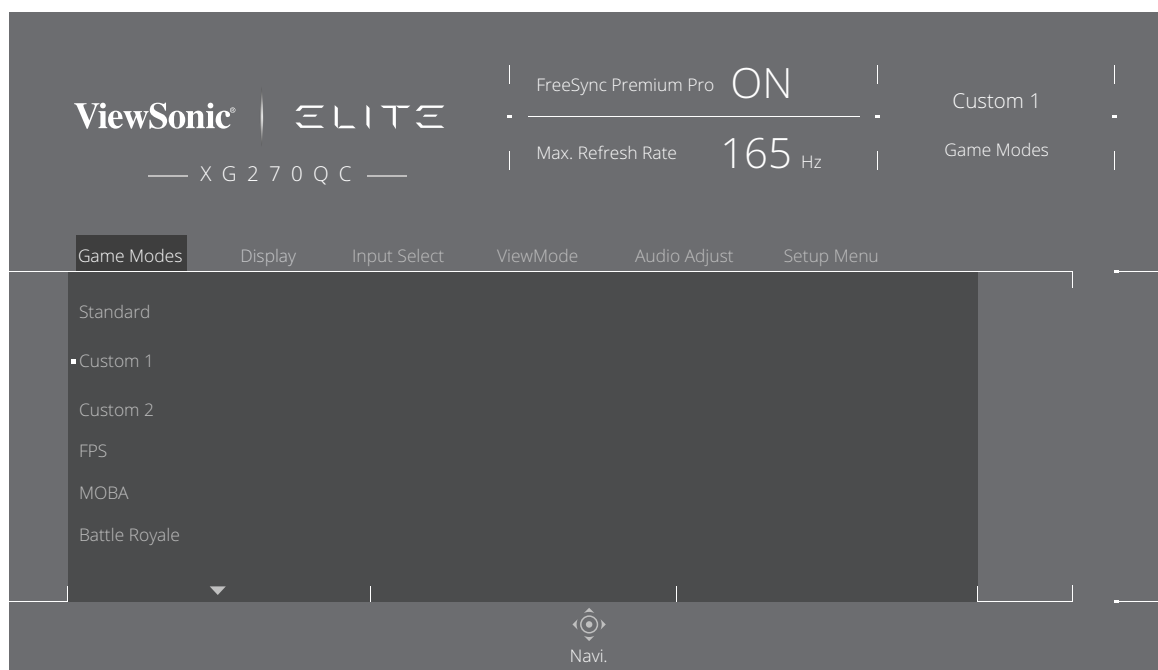 ViewSonic® ELITE
XG270QC
FreeSync Premium Pro ON
Max. Refresh Rate 165 Hz
Custom 1
Game Modes
Game Modes Display Input Select ViewMode Audio Adjust Setup Menu
Standard
Custom 1
Custom 2
FPS
MOBA
Battle Royale
Navi.